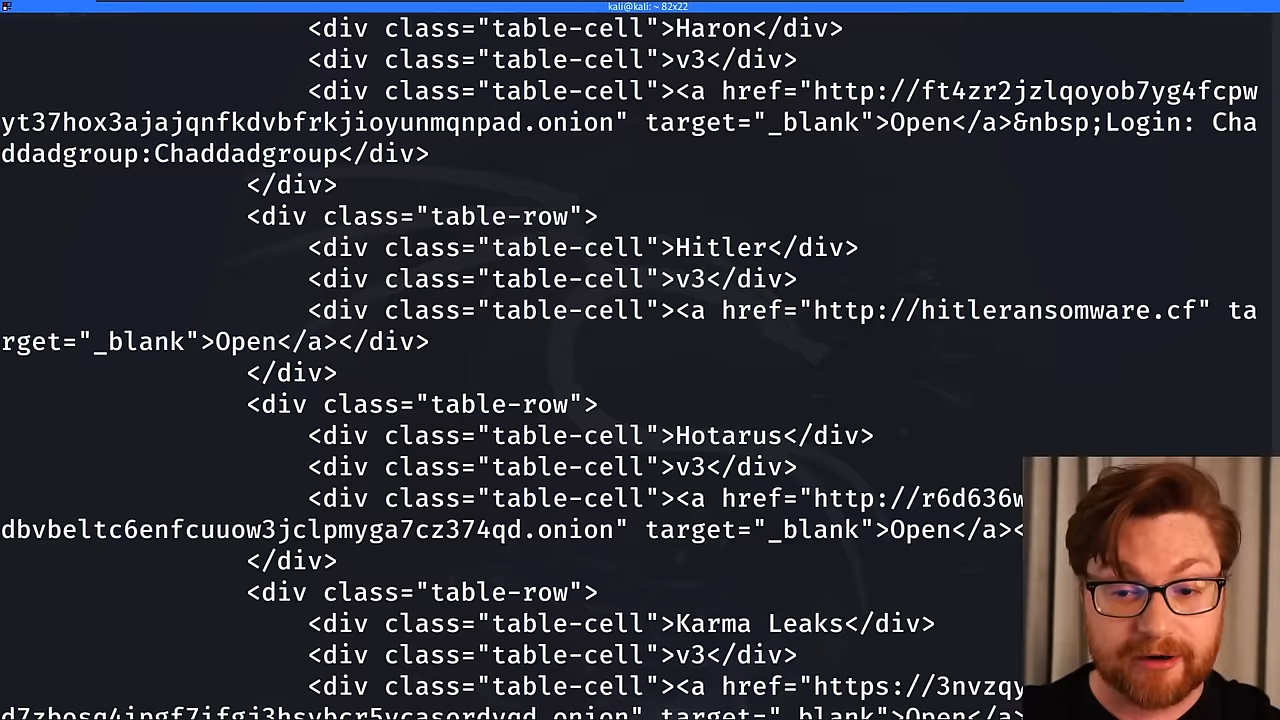 kali@kali: ~ 82x22
<div class="table-cell">Haron</div>
<div class="table-cell">v3</div>
<div class="table-cell"><a href="http://ft4zr2jzlqoyob7yg4fcpw
yt37hox3ajajqnfkdvbfrkjioyunmqnpad.onion" target="_blank">Open</a>&nbsp;Login: Cha
ddadgroup:Chaddadgroup</div>
</div>
<div class="table-row">
<div class="table-cell">Hitler</div>
<div class="table-cell">v3</div>
<div class="table-cell"><a href="http://hitleransomware.cf" ta
rget="_blank">Open</a></div>
</div>
<div class="table-row">
<div class="table-cell">Hotarus</div>
<div class="table-cell">v3</div>
<div class="table-cell"><a href="http://r6d636w
dbvbeltc6enfcuuow3jclpmyga7cz374qd.onion" target="_blank">Open</a><
</div>
<div class="table-row">
<div class="table-cell">Karma Leaks</div>
<div class="table-cell">v3</div>
<div class="table-cell"><a href="https://3nvzqy
target="_blank">Open</a>